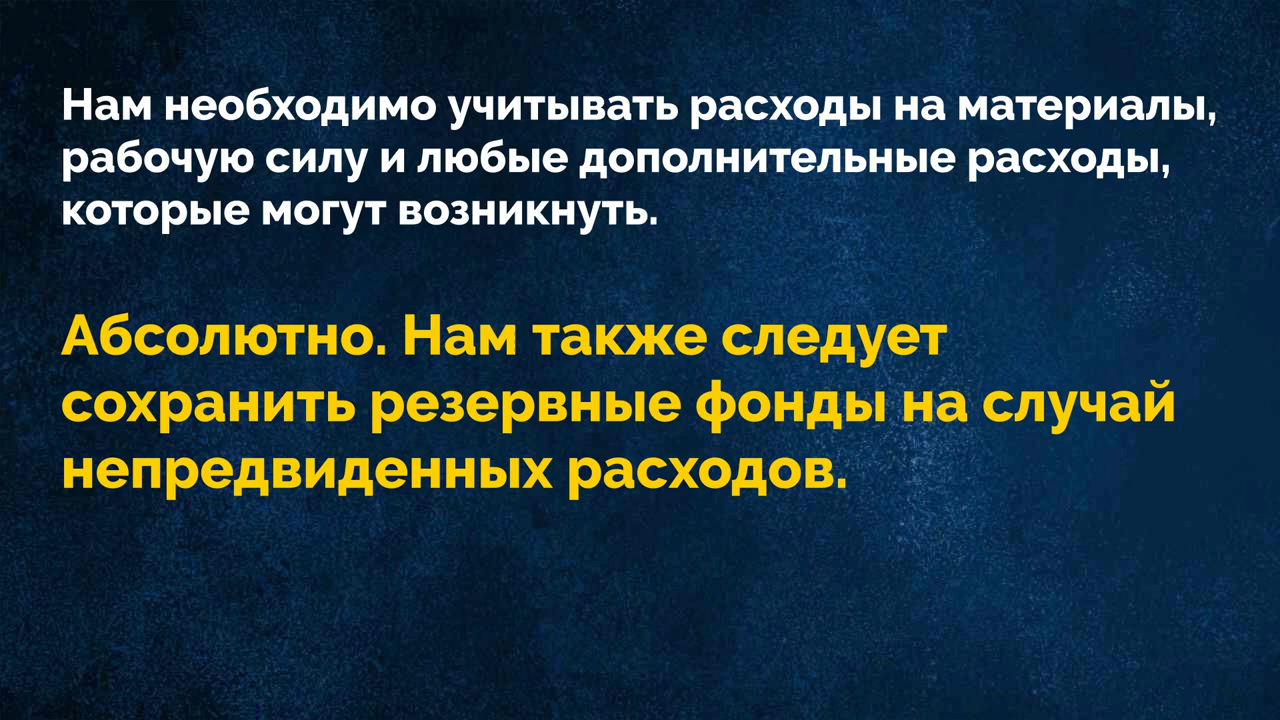 Нам необходимо учитывать расходы на материалы,
рабочую силу и любые дополнительные расходы,
которые могут возникнуть.
Абсолютно. Нам также следует
сохранить резервные фонды на случай
непредвиденных расходов.